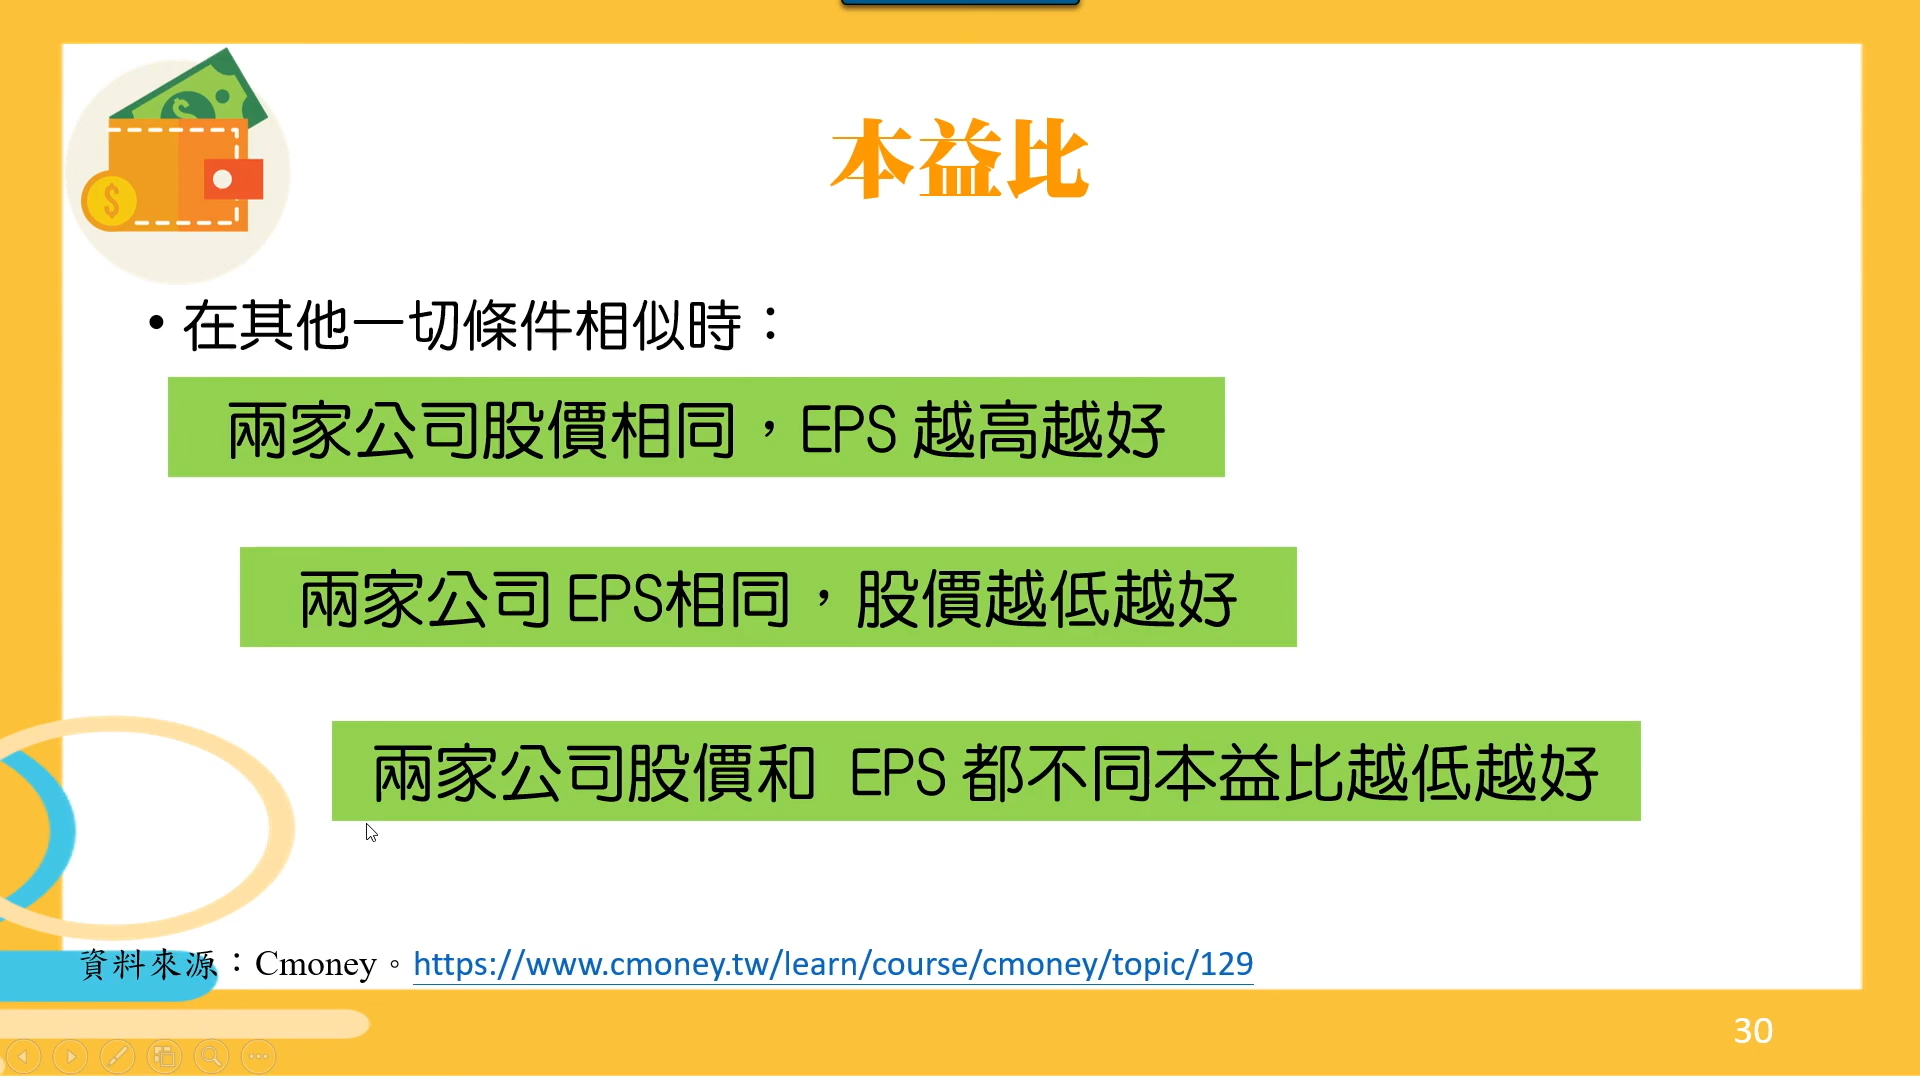 本益比
• 在其他一切條件相似時：
兩家公司股價相同，EPS 越高越好
兩家公司 EPS相同，股價越低越好
兩家公司股價和 EPS 都不同本益比越低越好
資料來源：Cmoney。https://www.cmoney.tw/learn/course/cmoney/topic/129
30